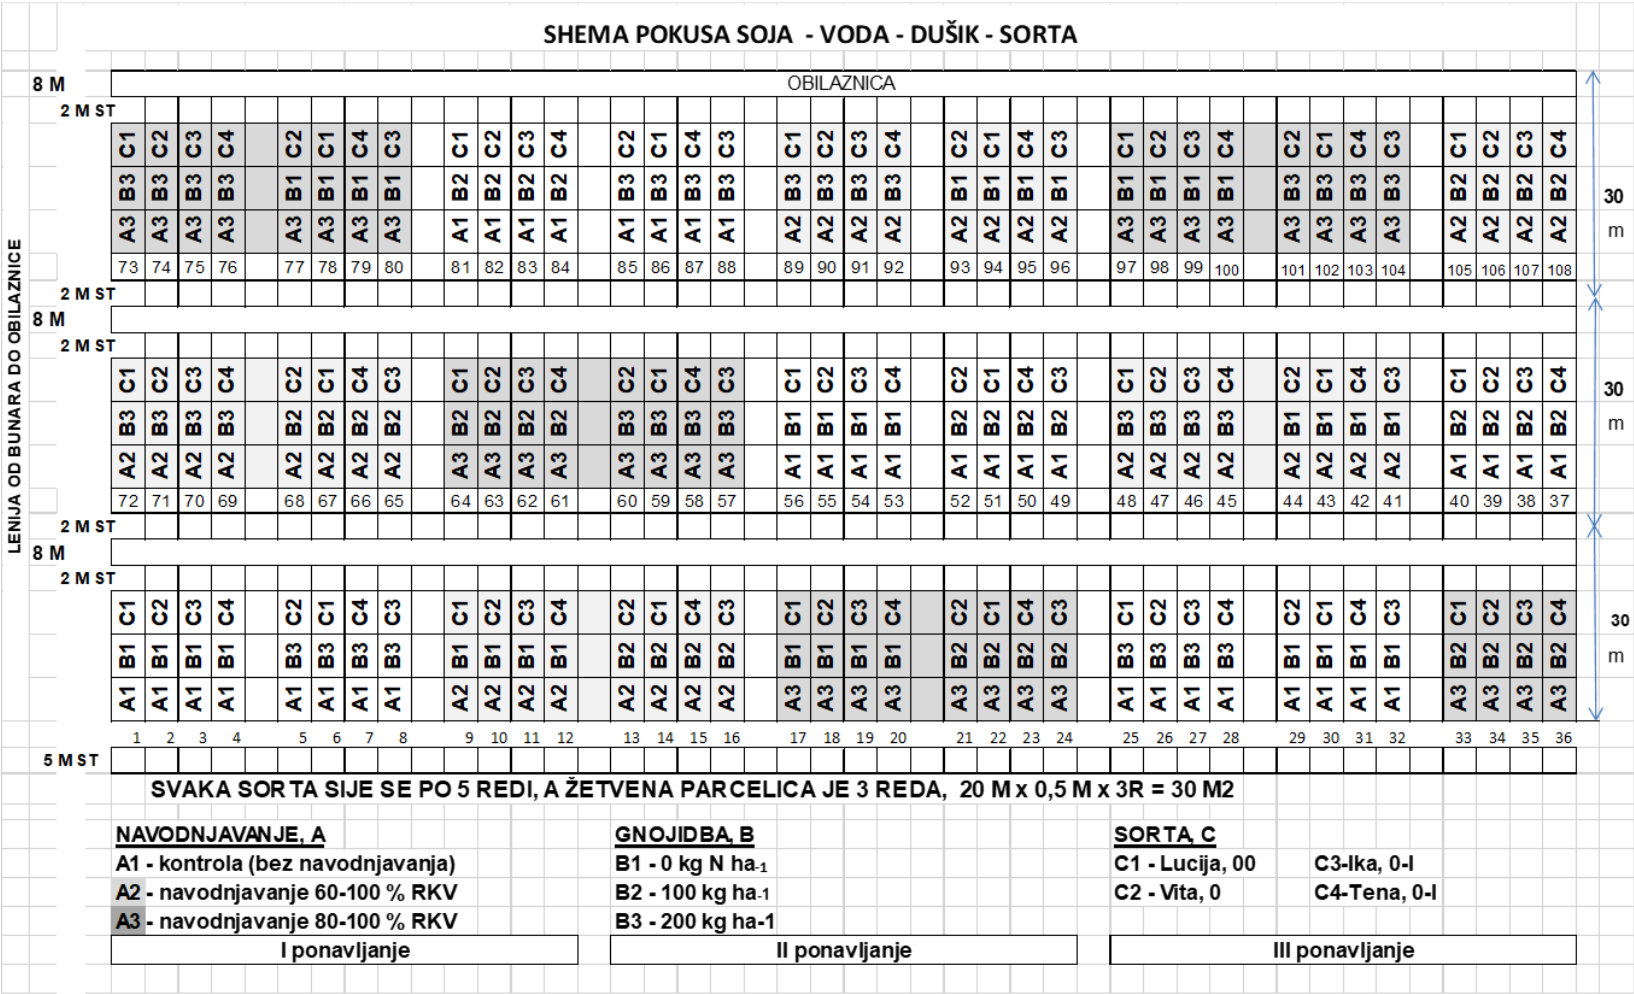 SHEMA POKUSA SOJA - VODA - DUŠIK - SORTA
8 M OBILAZNICA
2 M ST
C1 C2 C3 C4 C2 C1 C4 C3 C1 C2 C3 C4 C2 C1 C4 C3 C1 C2 C3 C4 C2 C1 C4 C3 C1 C2 C3 C4 C2 C1 C4 C3 C1 C2 C3 C4
B3 B3 B3 B3 B1 B1 B1 B1 B2 B2 B2 B2 B3 B3 B3 B3 B3 B3 B3 B3 B1 B1 B1 B1 B1 B1 B1 B1 B3 B3 B3 B3 B2 B2 B2 B2 30
A3 A3 A3 A3 A3 A3 A3 A3 A1 A1 A1 A1 A1 A1 A1 A1 A2 A2 A2 A2 A2 A2 A2 A2 A3 A3 A3 A3 A3 A3 A3 A3 A2 A2 A2 A2 m
73 74 75 76 77 78 79 80 81 82 83 84 85 86 87 88 89 90 91 92 93 94 95 96 97 98 99 100 101 102 103 104 105 106 107 108
2 M ST
8 M
2 M ST
LENIJA OD BUNARA DO OBILAZNICE
C1 C2 C3 C4 C2 C1 C4 C3 C1 C2 C3 C4 C2 C1 C4 C3 C1 C2 C3 C4 C2 C1 C4 C3 C1 C2 C3 C4 C2 C1 C4 C3 C1 C2 C3 C4 30
B3 B3 B3 B3 B2 B2 B2 B2 B2 B2 B2 B2 B3 B3 B3 B3 B1 B1 B1 B1 B2 B2 B2 B2 B3 B3 B3 B3 B1 B1 B1 B1 B2 B2 B2 B2 m
A2 A2 A2 A2 A2 A2 A2 A2 A3 A3 A3 A3 A3 A3 A3 A3 A1 A1 A1 A1 A1 A1 A1 A1 A2 A2 A2 A2 A2 A2 A2 A2 A1 A1 A1 A1
72 71 70 69 68 67 66 65 64 63 62 61 60 59 58 57 56 55 54 53 52 51 50 49 48 47 46 45 44 43 42 41 40 39 38 37
2 M ST
8 M
2 M ST
C1 C2 C3 C4 C2 C1 C4 C3 C1 C2 C3 C4 C2 C1 C4 C3 C1 C2 C3 C4 C2 C1 C4 C3 C1 C2 C3 C4 C2 C1 C4 C3 C1 C2 C3 C4 30
B1 B1 B1 B1 B3 B3 B3 B3 B1 B1 B1 B1 B2 B2 B2 B2 B1 B1 B1 B1 B2 B2 B2 B2 B3 B3 B3 B3 B1 B1 B1 B1 B2 B2 B2 B2 m
A1 A1 A1 A1 A1 A1 A1 A1 A2 A2 A2 A2 A2 A2 A2 A2 A3 A3 A3 A3 A3 A3 A3 A3 A1 A1 A1 A1 A1 A1 A1 A1 A3 A3 A3 A3
1 2 3 4 5 6 7 8 9 10 11 12 13 14 15 16 17 18 19 20 21 22 23 24 25 26 27 28 29 30 31 32 33 34 35 36
5 M ST
SVAKA SORTA SIJE SE PO 5 REDI, A ŽETVENA PARCELICA JE 3 REDA, 20 M x 0,5 M x 3R = 30 M2
NAVODNJAVANJE, A GNOJIDBA, B SORTA, C
A1 - kontrola (bez navodnjavanja) B1 - 0 kg N ha-1 C1 - Lucija, 00 C3-Ika, 0-I
A2 - navodnjavanje 60-100 % RKV B2 - 100 kg ha-1 C2 - Vita, 0 C4-Tena, 0-I
A3 - navodnjavanje 80-100 % RKV B3 - 200 kg ha-1
I ponavljanje II ponavljanje III ponavljanje